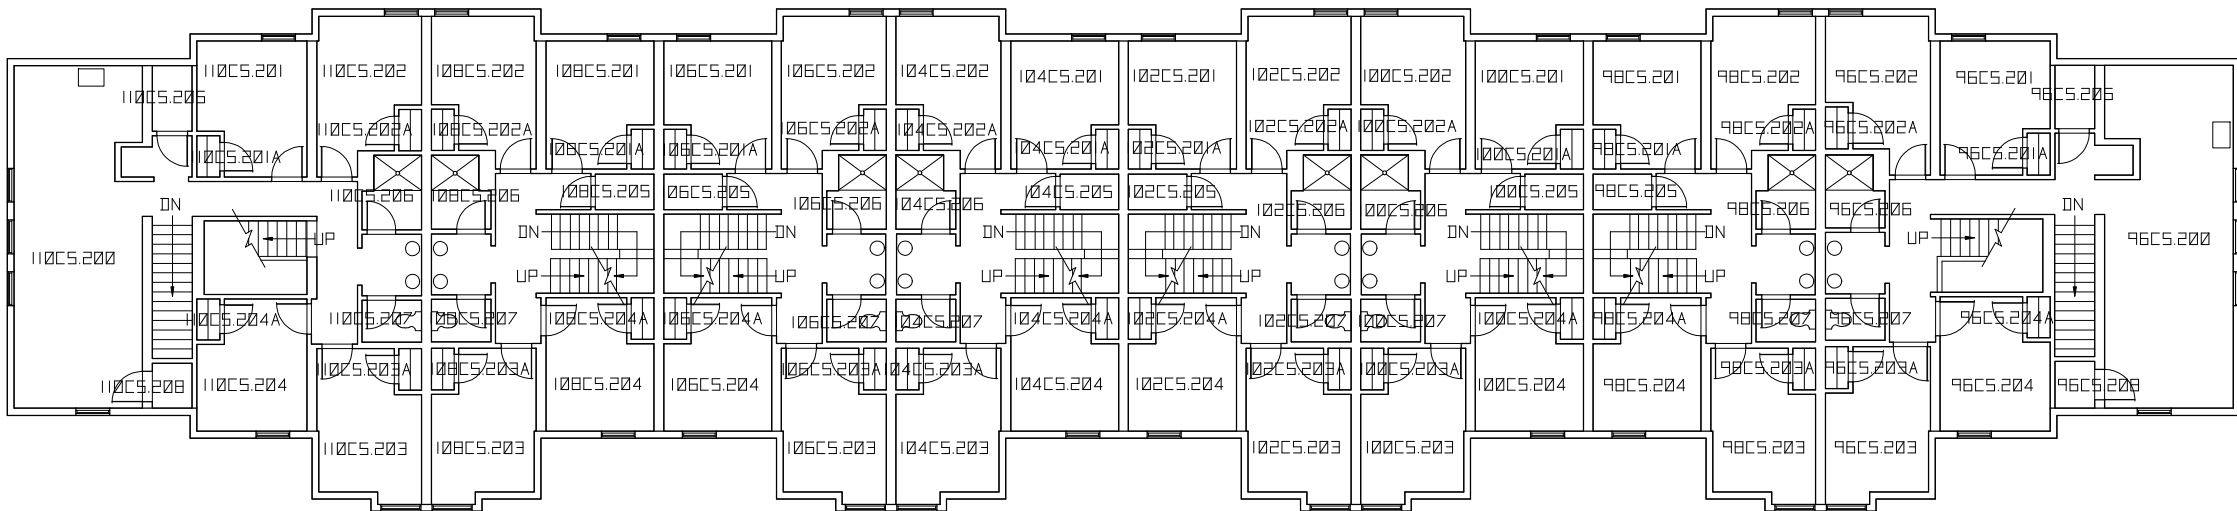 110CS.201
110CS.202
108CS.202
108CS.201
106CS.201
106CS.202
104CS.202
104CS.201
102CS.201
102CS.202
100CS.202
100CS.201
98CS.201
98CS.202
96CS.202
96CS.201
110CS.205
96CS.205
110CS.202A
108CS.202A
106CS.202A
104CS.202A
102CS.202A
100CS.202A
98CS.202A
96CS.202A
110CS.201A
108CS.201A
106CS.201A
104CS.201A
102CS.201A
100CS.201A
98CS.201A
96CS.201A
110CS.206
108CS.206
108CS.205
106CS.205
106CS.206
104CS.206
104CS.205
102CS.205
102CS.206
100CS.206
100CS.205
98CS.205
98CS.206
96CS.206
DN
DN
DN
DN
DN
DN
DN
DN
110CS.200
UP
UP
UP
UP
UP
UP
UP
UP
96CS.200
110CS.204A
110CS.207
108CS.207
108CS.204A
106CS.204A
106CS.207
104CS.207
104CS.204A
102CS.204A
102CS.207
100CS.207
100CS.204A
98CS.204A
98CS.207
96CS.207
96CS.204A
110CS.208
110CS.204
110CS.203A
108CS.203A
108CS.204
106CS.204
106CS.203A
104CS.203A
104CS.204
102CS.204
102CS.203A
100CS.203A
100CS.204
98CS.204
98CS.203A
96CS.203A
96CS.204
96CS.208
110CS.203
108CS.203
106CS.203
104CS.203
102CS.203
100CS.203
98CS.203
96CS.203